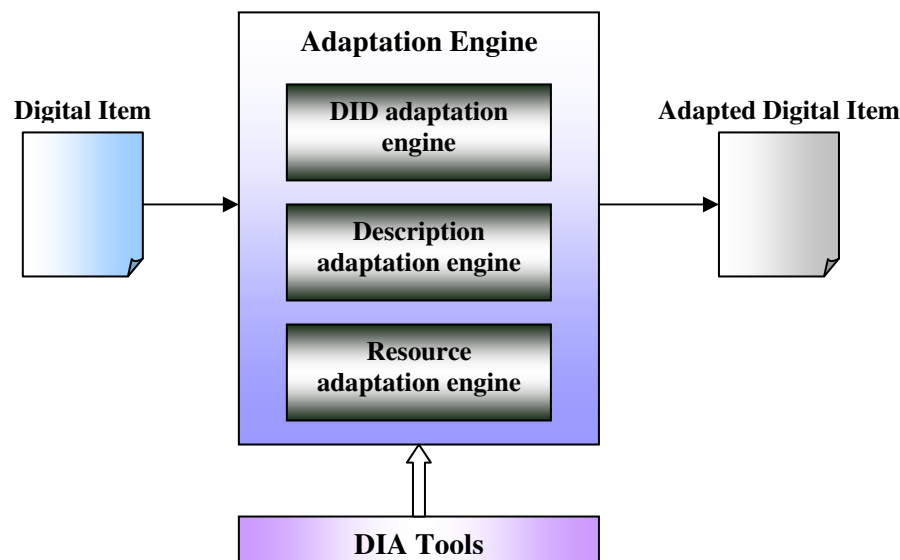 Adaptation Engine
Digital Item
DID adaptation
engine
Adapted Digital Item
Description
adaptation engine
Resource
adaptation engine
DIA Tools